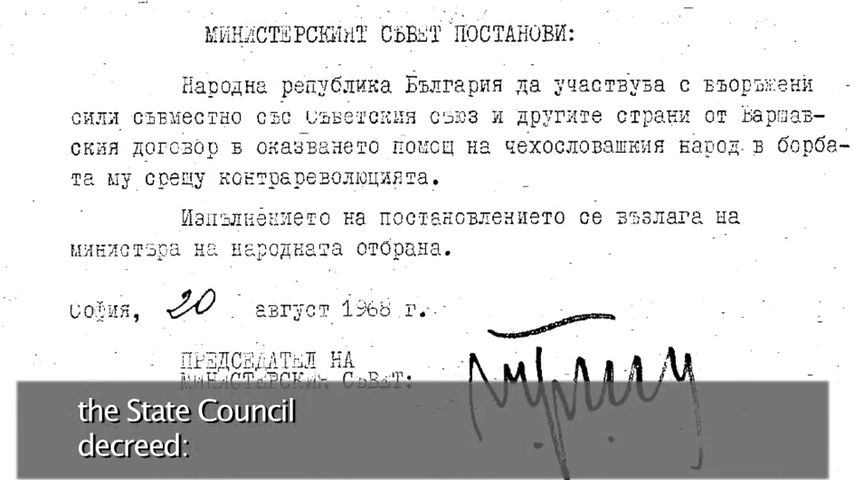 МИНИСТЕРСКИЯТ СЪВЕТ ПОСТАНОВИ:
Народна република България да участвува с въоръжени
сили съвместно със Съветския съюз и другите страни от Варшав-
ския договор в оказването помощ на чехословашкия народ в борба-
та му срещу контрареволюцията.
Изпълнението на постановлението се възлага на
министъра на народната отбрана.
София, 20 август 1968 г.
ПРЕДСЕДАТЕЛ НА
МИНИСТЕРСКИЯ СЪВЕТ:
the State Council
decreed: